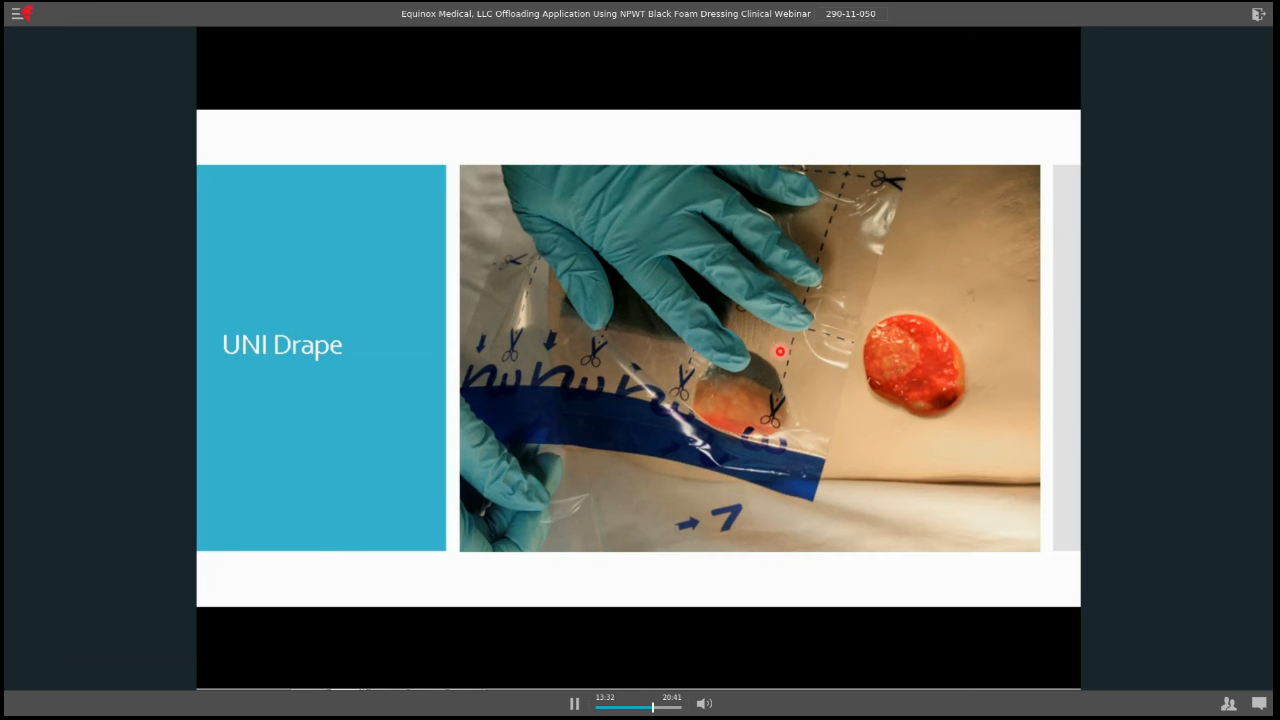 Equinox Medical, LLC Offloading Application Using NPWT Black Foam Dressing Clinical Webinar 290-11-050
UNI Drape
13:32 20:41